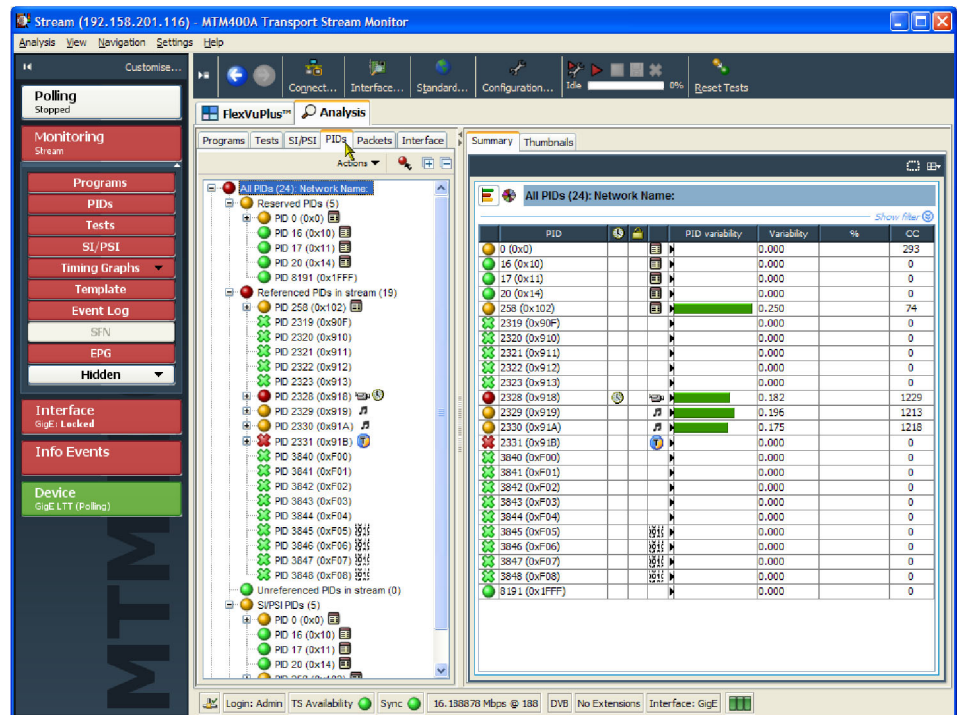 Stream (192.158.201.116) - MTM400A Transport Stream Monitor
Analysis View Navigation Settings Help
Customise...
Polling
Stopped
Monitoring
Stream
Programs
PIDs
Tests
SI/PSI
Timing Graphs
Template
Event Log
SFN
EPG
Hidden
Interface
GigE: Locked
Info Events
Device
GigE LTT (Polling)
MTM
Connect... Interface... Standard... Configuration... Idle 0% Reset Tests
FlexVuPlus™ Analysis
Programs Tests SI/PSI PIDs Packets Interface
Actions
All PIDs (24): Network Name:
Reserved PIDs (5)
PID 0 (0x0)
PID 16 (0x10)
PID 17 (0x11)
PID 20 (0x14)
PID 8191 (0x1FFF)
Referenced PIDs in stream (19)
PID 258 (0x102)
PID 2319 (0x90F)
PID 2320 (0x910)
PID 2321 (0x911)
PID 2322 (0x912)
PID 2323 (0x913)
PID 2328 (0x918)
PID 2329 (0x919)
PID 2330 (0x91A)
PID 2331 (0x91B)
PID 3840 (0xF00)
PID 3841 (0xF01)
PID 3842 (0xF02)
PID 3843 (0xF03)
PID 3844 (0xF04)
PID 3845 (0xF05)
PID 3846 (0xF06)
PID 3847 (0xF07)
PID 3848 (0xF08)
Unreferenced PIDs in stream (0)
SI/PSI PIDs (5)
PID 0 (0x0)
PID 16 (0x10)
PID 17 (0x11)
PID 20 (0x14)
Summary Thumbnails
All PIDs (24): Network Name:
Show filter
PID PID variability Variability % CC
0 (0x0) 0.000 293
16 (0x10) 0.000 0
17 (0x11) 0.000 0
20 (0x14) 0.000 0
258 (0x102) 0.250 74
2319 (0x90F) 0.000 0
2320 (0x910) 0.000 0
2321 (0x911) 0.000 0
2322 (0x912) 0.000 0
2323 (0x913) 0.000 0
2328 (0x918) 0.182 1229
2329 (0x919) 0.196 1213
2330 (0x91A) 0.175 1218
2331 (0x91B) 0.000 0
3840 (0xF00) 0.000 0
3841 (0xF01) 0.000 0
3842 (0xF02) 0.000 0
3843 (0xF03) 0.000 0
3844 (0xF04) 0.000 0
3845 (0xF05) 0.000 0
3846 (0xF06) 0.000 0
3847 (0xF07) 0.000 0
3848 (0xF08) 0.000 0
8191 (0x1FFF) 0.000 0
Login: Admin TS Availability Sync 16.188878 Mbps @ 188 DVB No Extensions Interface: GigE